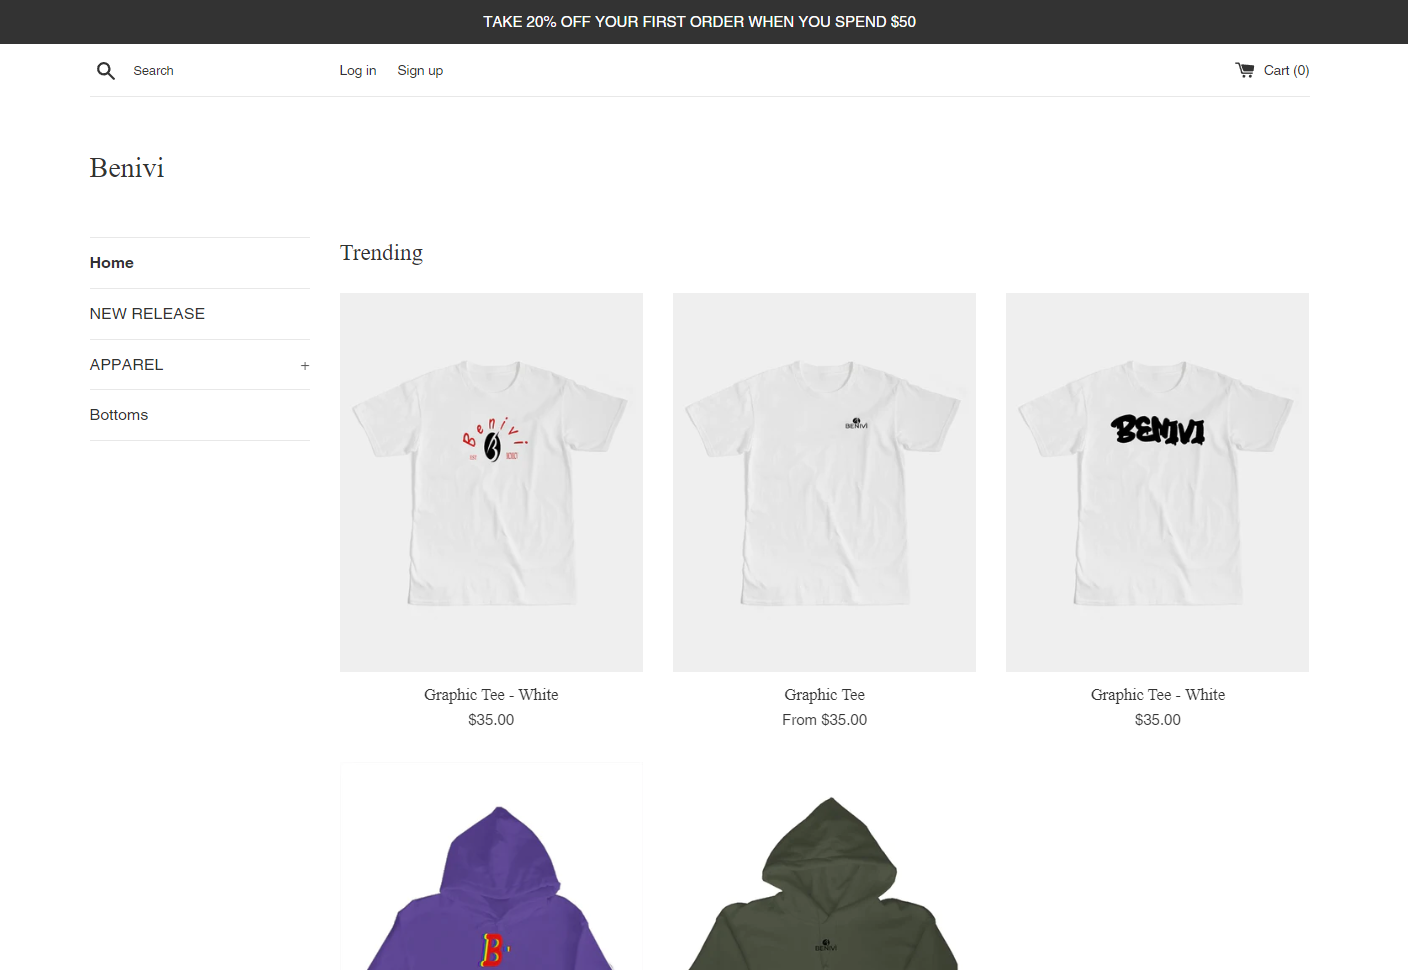 TAKE 20% OFF YOUR FIRST ORDER WHEN YOU SPEND $50
Search
Log in
Sign up
Cart (0)
Benivi
Home
NEW RELEASE
APPAREL +
Bottoms
Trending
Benivi
B
BENIVI
BENIVI
Graphic Tee - White
$35.00
Graphic Tee
From $35.00
Graphic Tee - White
$35.00
B'
BENIVI